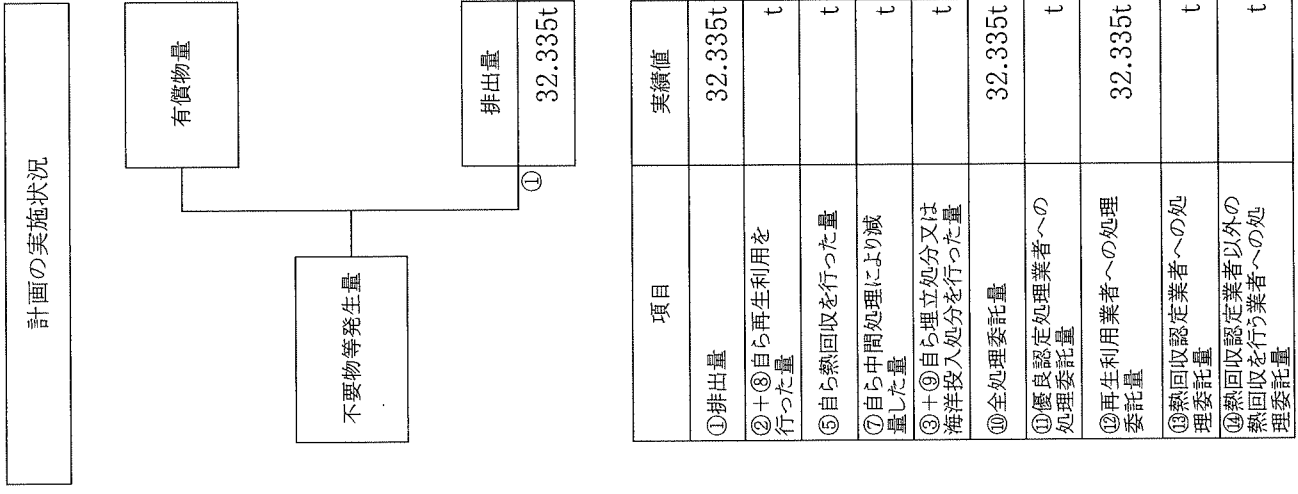 計画の実施状況
有償物量
不要物等発生量
排出量
① 32.335t
項目 実績値
①排出量 32.335t
②+⑧自ら再生利用を
行った量 t
⑤自ら熱回収を行った量 t
⑦自ら中間処理により減
量した量 t
③+⑨自ら埋立処分又は
海洋投入処分を行った量 t
⑩全処理委託量 32.335t
⑪優良認定処理業者への
処理委託量 t
⑫再生利用業者への処理
委託量 32.335t
⑬熱回収認定業者への処
理委託量 t
⑭熱回収認定業者以外の
熱回収を行う業者への処
理委託量 t